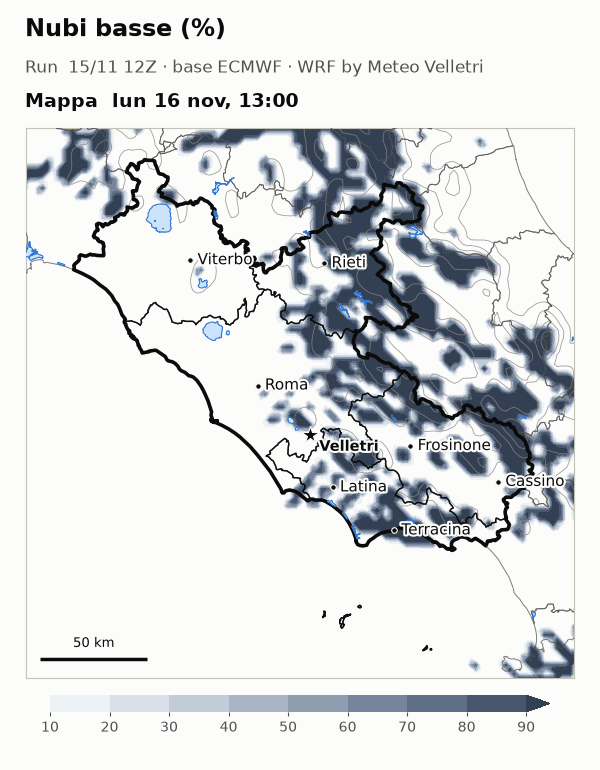 Nubi basse (%)
Run 15/11 12Z · base ECMWF · WRF by Meteo Velletri
Mappa lun 16 nov, 13:00
Viterbo
Rieti
Roma
Velletri
Frosinone
Latina
Cassino
Terracina
50 km
10 20 30 40 50 60 70 80 90